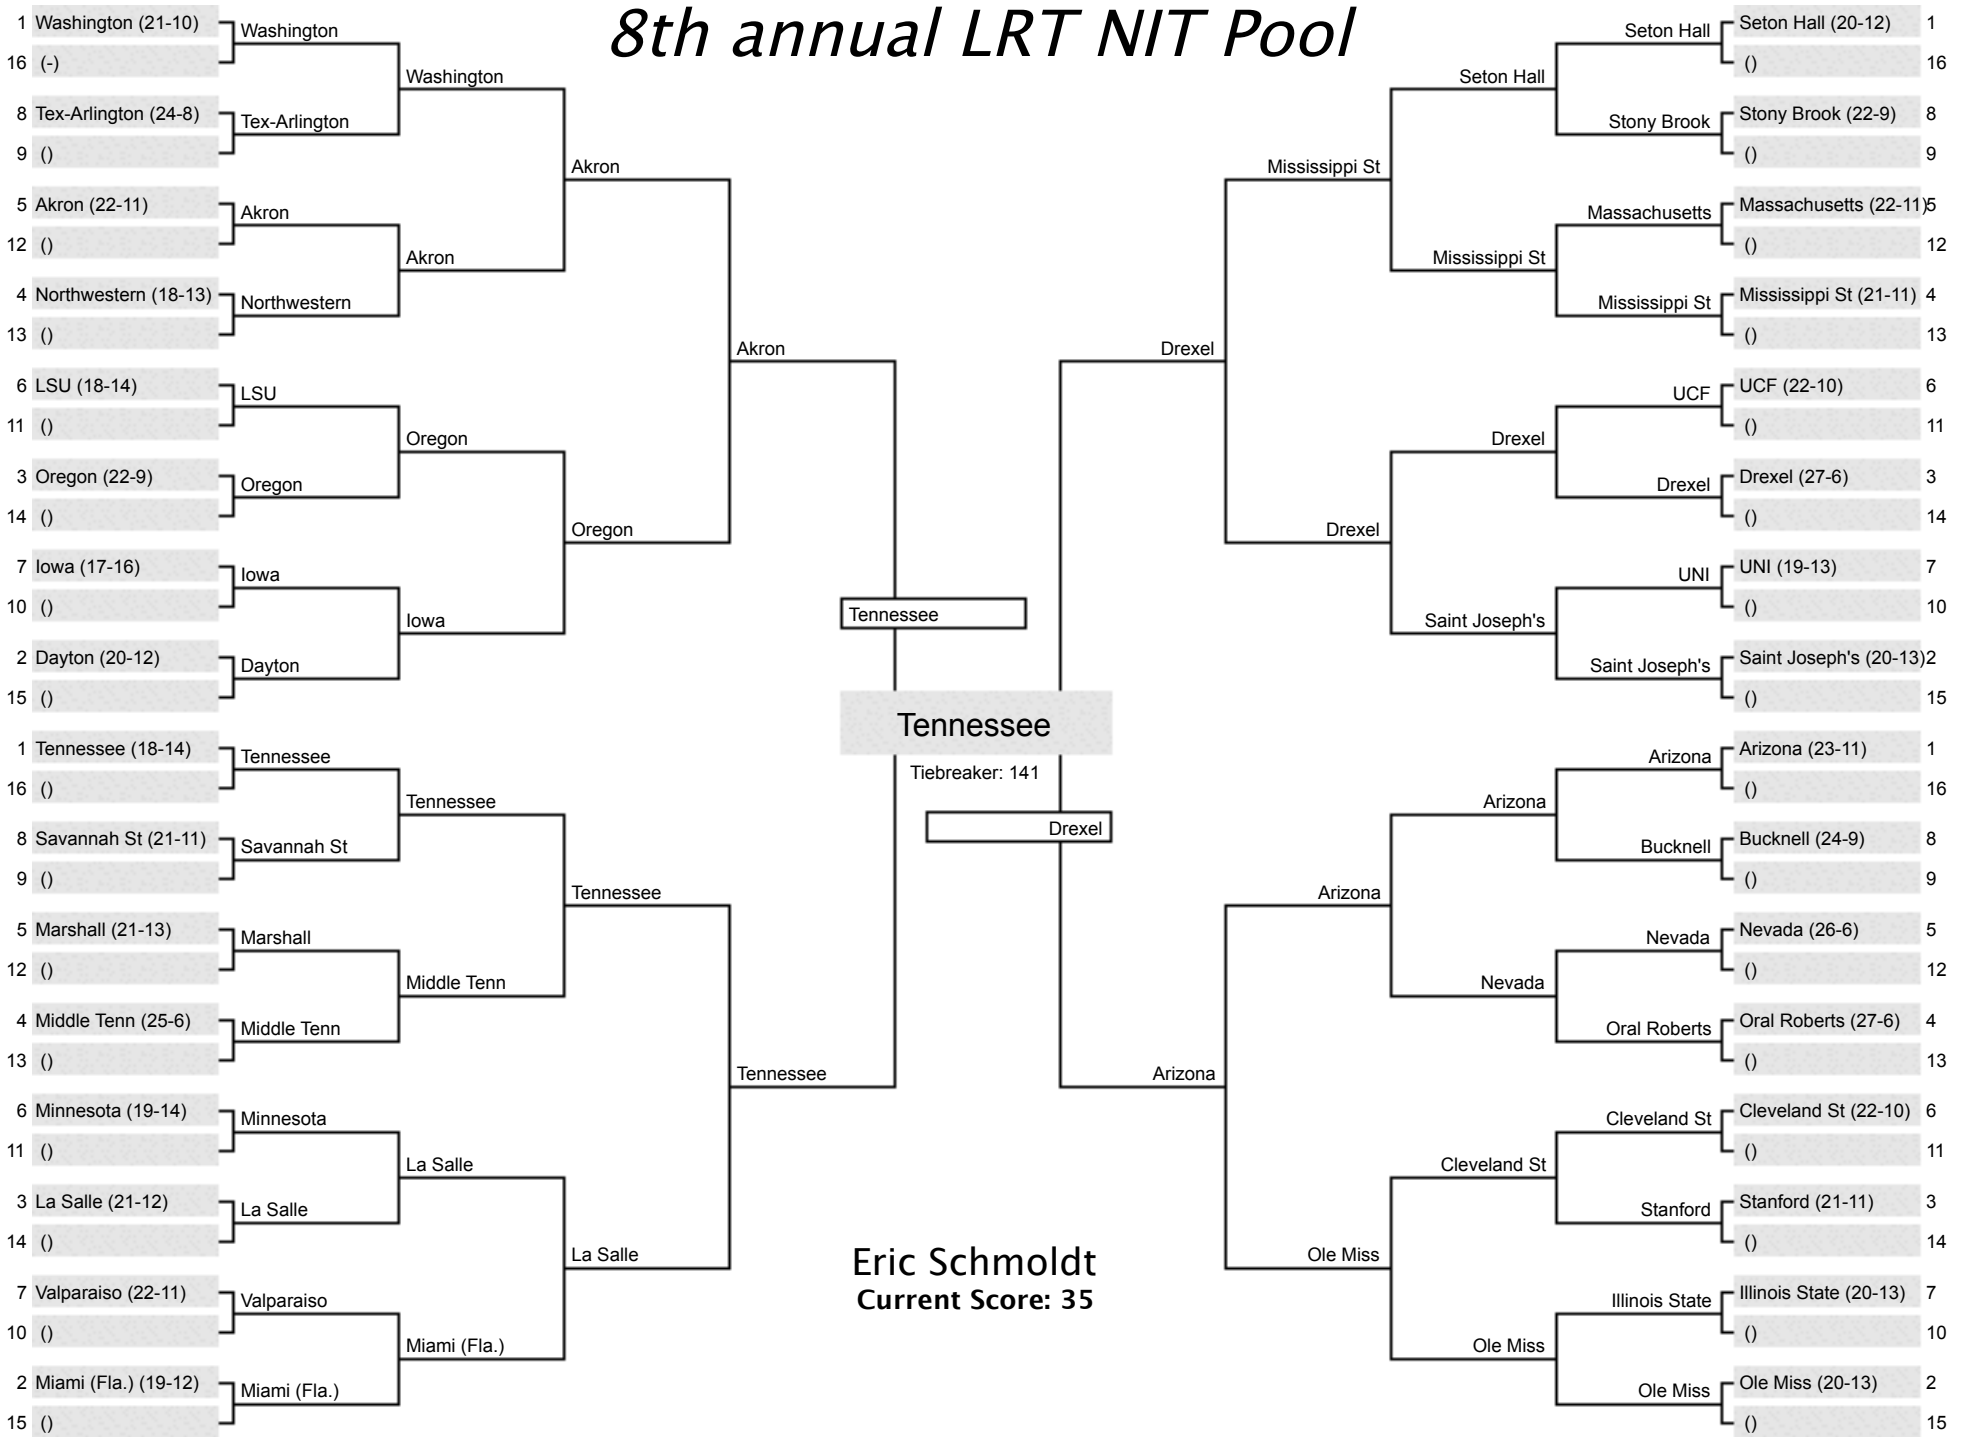 8th annual LRT NIT Pool
1 Washington (21-10)
16 (-)
8 Tex-Arlington (24-8)
9 ()
5 Akron (22-11)
12 ()
4 Northwestern (18-13)
13 ()
6 LSU (18-14)
11 ()
3 Oregon (22-9)
14 ()
7 Iowa (17-16)
10 ()
2 Dayton (20-12)
15 ()
1 Tennessee (18-14)
16 ()
8 Savannah St (21-11)
9 ()
5 Marshall (21-13)
12 ()
4 Middle Tenn (25-6)
13 ()
6 Minnesota (19-14)
11 ()
3 La Salle (21-12)
14 ()
7 Valparaiso (22-11)
10 ()
2 Miami (Fla.) (19-12)
15 ()
Washington
Tex-Arlington
Akron
Northwestern
LSU
Oregon
Iowa
Dayton
Tennessee
Savannah St
Marshall
Middle Tenn
Minnesota
La Salle
Valparaiso
Miami (Fla.)
Washington
Akron
Oregon
Iowa
Tennessee
Middle Tenn
La Salle
Miami (Fla.)
Akron
Oregon
Tennessee
La Salle
Akron
Tennessee
Tennessee
Tennessee
Tiebreaker: 141
Drexel
Eric Schmoldt
Current Score: 35
Drexel
Arizona
Mississippi St
Drexel
Arizona
Ole Miss
Seton Hall
Mississippi St
Drexel
Saint Joseph's
Arizona
Nevada
Cleveland St
Ole Miss
Seton Hall
Stony Brook
Massachusetts
Mississippi St
UCF
Drexel
UNI
Saint Joseph's
Arizona
Bucknell
Nevada
Oral Roberts
Cleveland St
Stanford
Illinois State
Ole Miss
Seton Hall (20-12) 1
() 16
Stony Brook (22-9) 8
() 9
Massachusetts (22-11) 5
() 12
Mississippi St (21-11) 4
() 13
UCF (22-10) 6
() 11
Drexel (27-6) 3
() 14
UNI (19-13) 7
() 10
Saint Joseph's (20-13) 2
() 15
Arizona (23-11) 1
() 16
Bucknell (24-9) 8
() 9
Nevada (26-6) 5
() 12
Oral Roberts (27-6) 4
() 13
Cleveland St (22-10) 6
() 11
Stanford (21-11) 3
() 14
Illinois State (20-13) 7
() 10
Ole Miss (20-13) 2
() 15